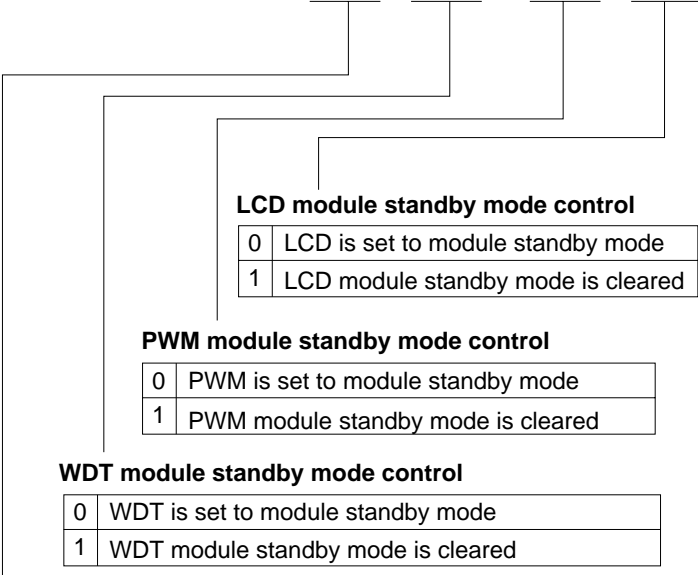 LCD module standby mode control
0 LCD is set to module standby mode
1 LCD module standby mode is cleared
PWM module standby mode control
0 PWM is set to module standby mode
1 PWM module standby mode is cleared
WDT module standby mode control
0 WDT is set to module standby mode
1 WDT module standby mode is cleared